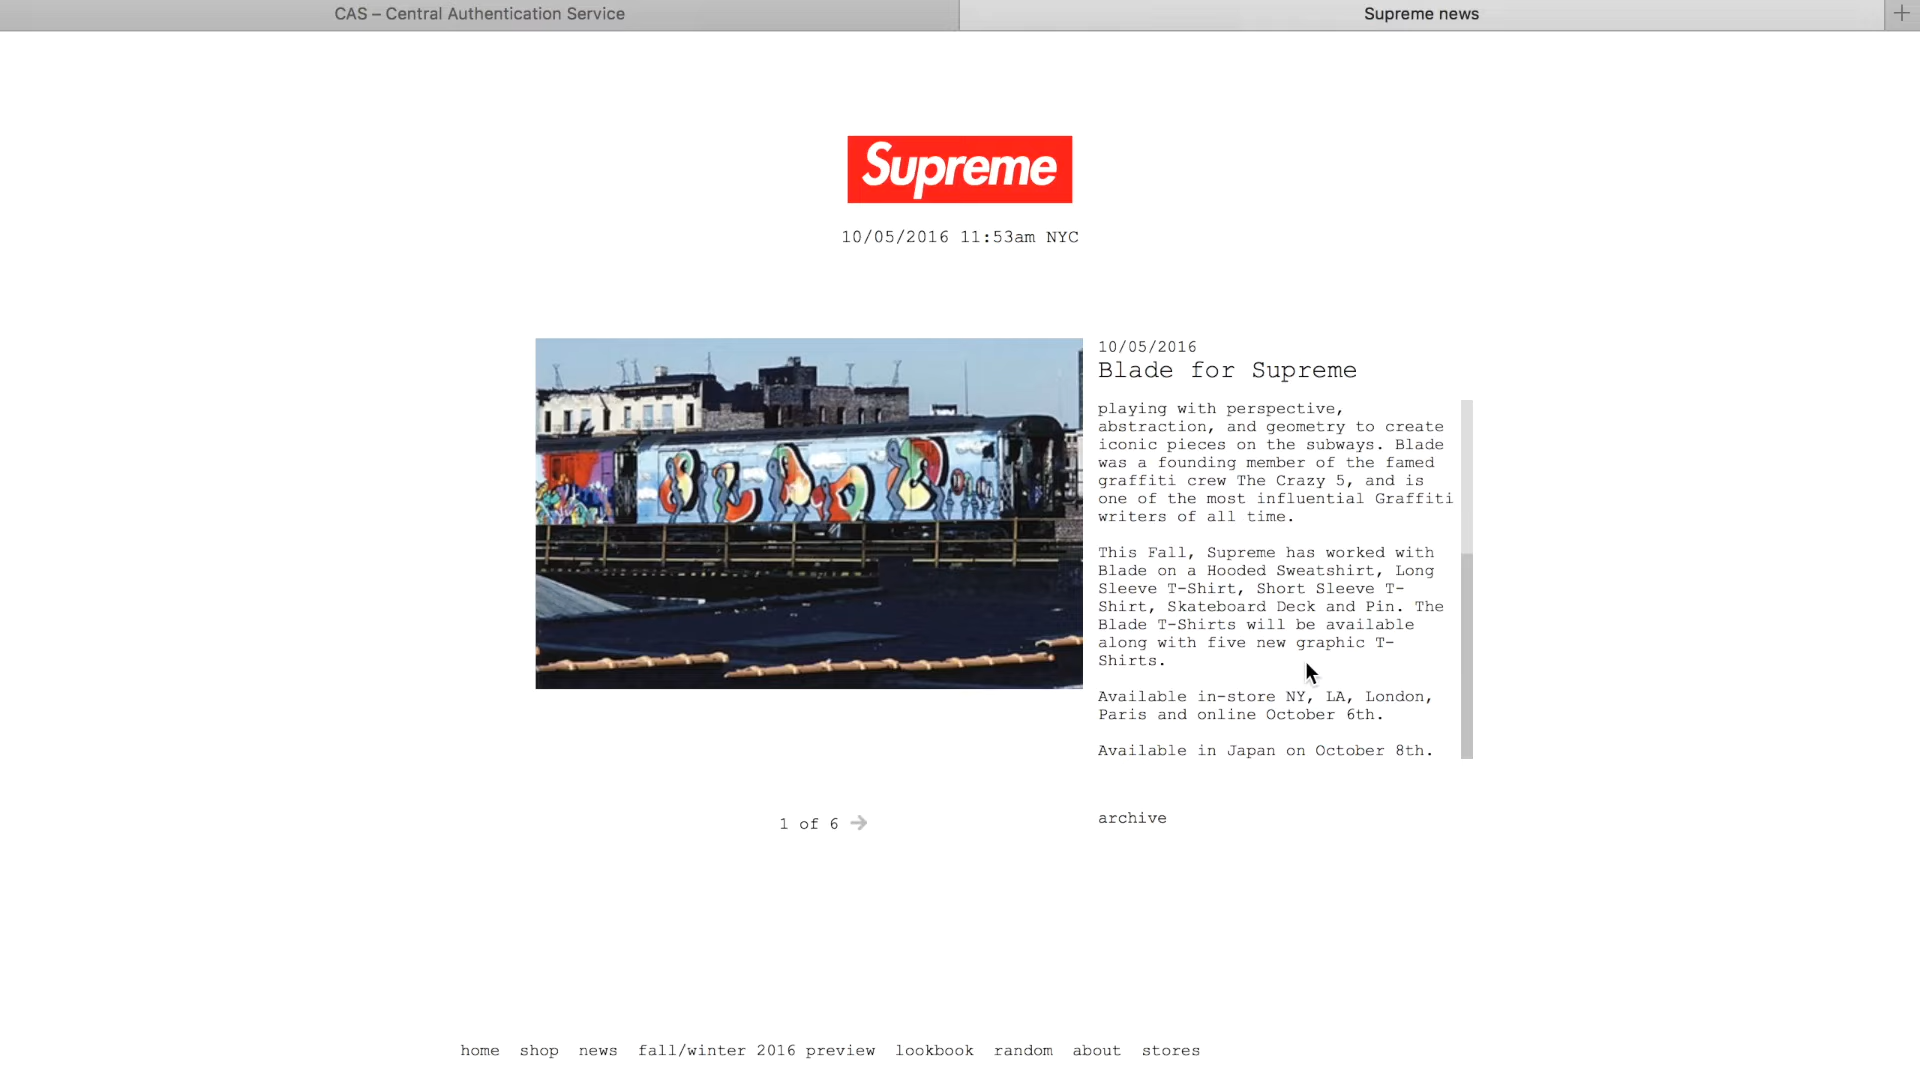 CAS – Central Authentication Service
Supreme news
Supreme
10/05/2016 11:53am NYC
BLADE
10/05/2016
Blade for Supreme
playing with perspective,
abstraction, and geometry to create
iconic pieces on the subways. Blade
was a founding member of the famed
graffiti crew The Crazy 5, and is
one of the most influential Graffiti
writers of all time.
This Fall, Supreme has worked with
Blade on a Hooded Sweatshirt, Long
Sleeve T-Shirt, Short Sleeve T-
Shirt, Skateboard Deck and Pin. The
Blade T-Shirts will be available
along with five new graphic T-
Shirts.
Available in-store NY, LA, London,
Paris and online October 6th.
Available in Japan on October 8th.
1 of 6
archive
home shop news fall/winter 2016 preview lookbook random about stores